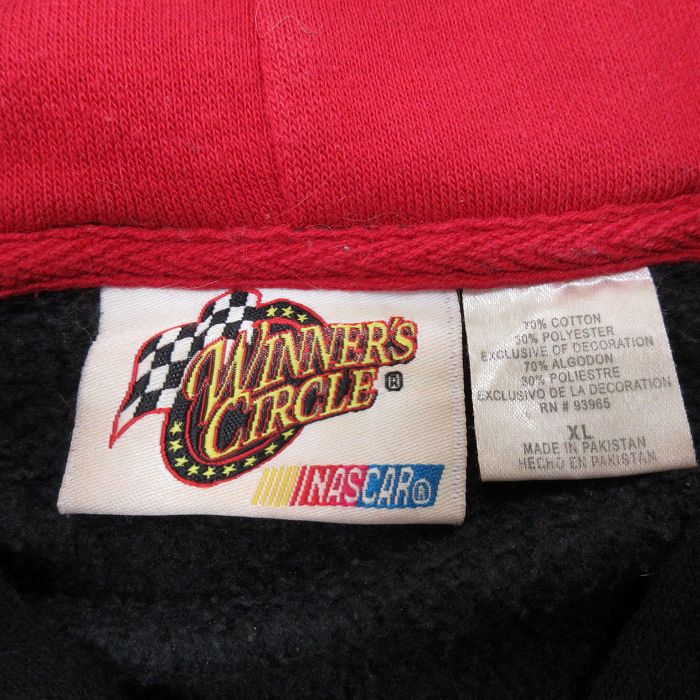 WINNER'S
CIRCLE ®
NASCAR ®
70% COTTON
30% POLYESTER
EXCLUSIVE OF DECORATION
70% ALGODON
30% POLIESTRE
EXCLUSIVO DE LA DECORATION
RN # 93965
XL
MADE IN PAKISTAN
HECHO EN PAKISTAN